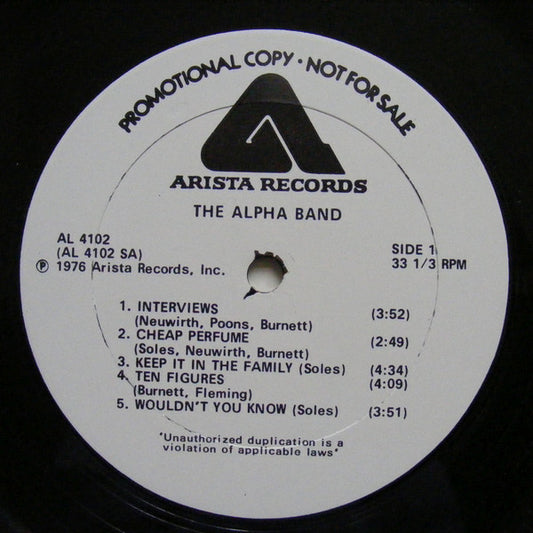 PROMOTIONAL COPY · NOT FOR SALE
ARISTA RECORDS
THE ALPHA BAND
AL 4102
(AL 4102 SA)
Ⓟ 1976 Arista Records, Inc.
SIDE 1
33 1/3 RPM
1. INTERVIEWS
(Neuwirth, Poons, Burnett) (3:52)
2. CHEAP PERFUME
(Soles, Neuwirth, Burnett) (2:49)
3. KEEP IT IN THE FAMILY (Soles) (4:34)
4. TEN FIGURES (4:09)
(Burnett, Fleming)
5. WOULDN'T YOU KNOW (Soles) (3:51)
"Unauthorized duplication is a
violation of applicable laws"